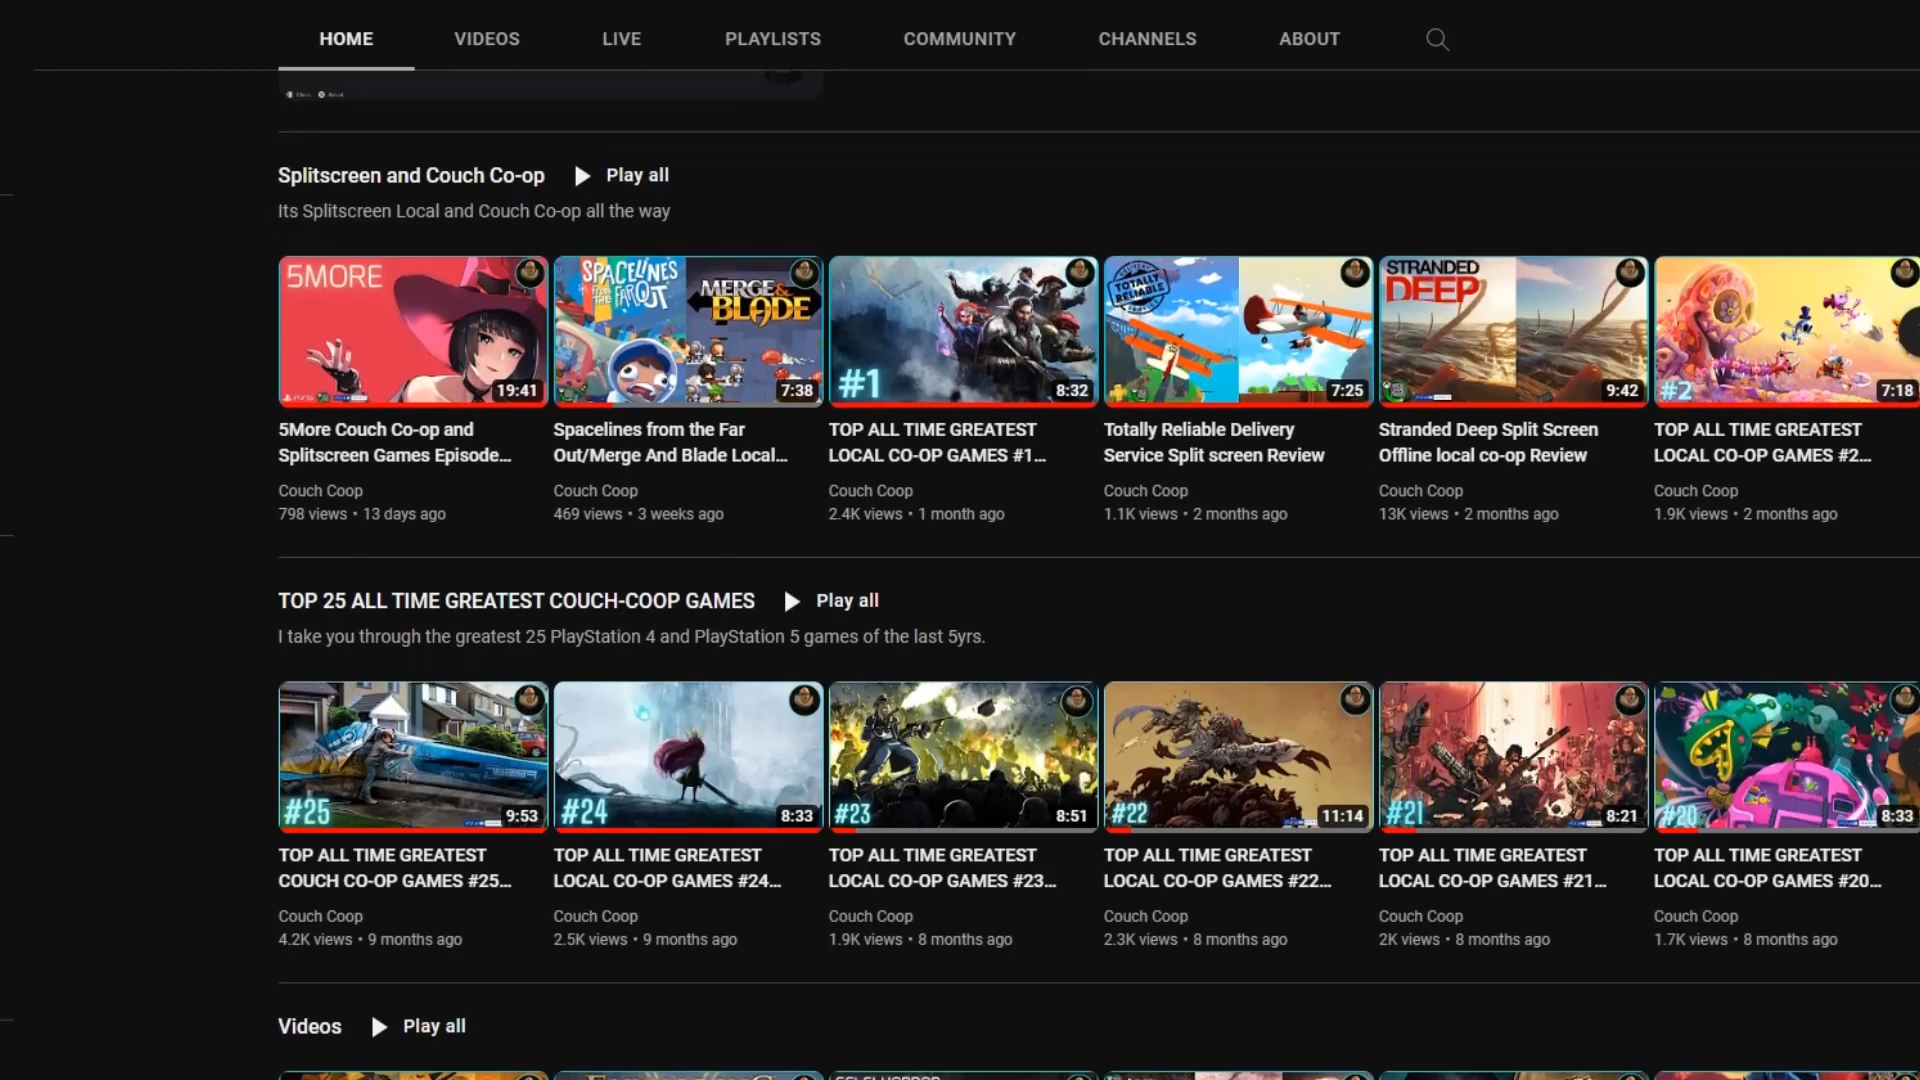 HOME VIDEOS LIVE PLAYLISTS COMMUNITY CHANNELS ABOUT
Splitscreen and Couch Co-op Play all
Its Splitscreen Local and Couch Co-op all the way
5MORE
19:41
SPACELINES
from THE FAR OUT
MERGE &
BLADE
7:38
#1
8:32
TOTALLY
RELIABLE
7:25
STRANDED
DEEP
9:42
#2
7:18
5More Couch Co-op and
Splitscreen Games Episode...
Couch Coop
798 views • 13 days ago
Spacelines from the Far
Out/Merge And Blade Local...
Couch Coop
469 views • 3 weeks ago
TOP ALL TIME GREATEST
LOCAL CO-OP GAMES #1...
Couch Coop
2.4K views • 1 month ago
Totally Reliable Delivery
Service Split screen Review
Couch Coop
1.1K views • 2 months ago
Stranded Deep Split Screen
Offline local co-op Review
Couch Coop
13K views • 2 months ago
TOP ALL TIME GREATEST
LOCAL CO-OP GAMES #2...
Couch Coop
1.9K views • 2 months ago
TOP 25 ALL TIME GREATEST COUCH-COOP GAMES Play all
I take you through the greatest 25 PlayStation 4 and PlayStation 5 games of the last 5yrs.
#25
9:53
#24
8:33
#23
8:51
#22
11:14
#21
8:21
#20
8:33
TOP ALL TIME GREATEST
COUCH CO-OP GAMES #25...
Couch Coop
4.2K views • 9 months ago
TOP ALL TIME GREATEST
LOCAL CO-OP GAMES #24...
Couch Coop
2.5K views • 9 months ago
TOP ALL TIME GREATEST
LOCAL CO-OP GAMES #23...
Couch Coop
1.9K views • 8 months ago
TOP ALL TIME GREATEST
LOCAL CO-OP GAMES #22...
Couch Coop
2.3K views • 8 months ago
TOP ALL TIME GREATEST
LOCAL CO-OP GAMES #21...
Couch Coop
2K views • 8 months ago
TOP ALL TIME GREATEST
LOCAL CO-OP GAMES #20...
Couch Coop
1.7K views • 8 months ago
Videos Play all